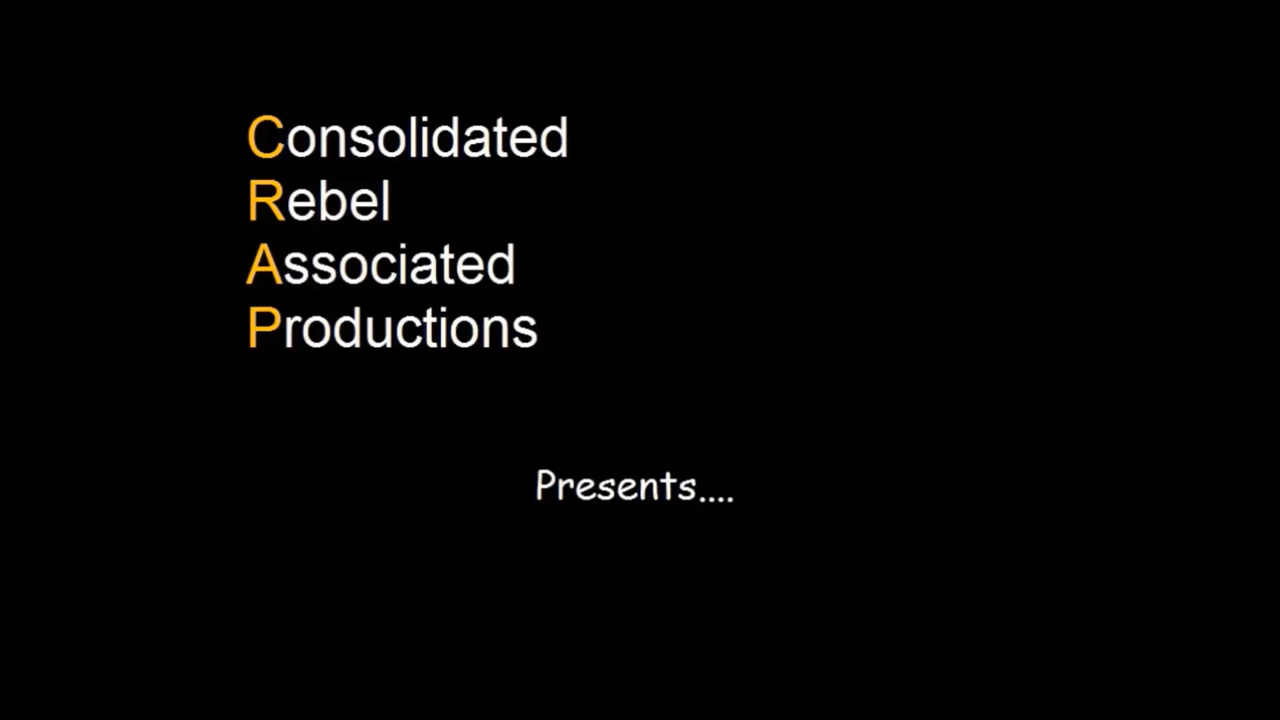 Consolidated
Rebel
Associated
Productions
Presents....